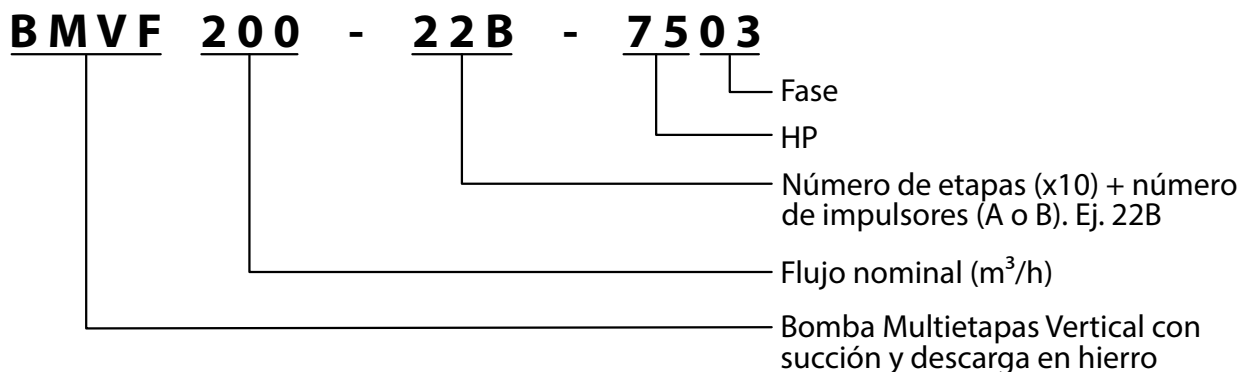 BMVF 200 - 22B - 7503
Fase
HP
Número de etapas (x10) + número
de impulsores (A o B). Ej. 22B
Flujo nominal (m³/h)
Bomba Multietapas Vertical con
succión y descarga en hierro